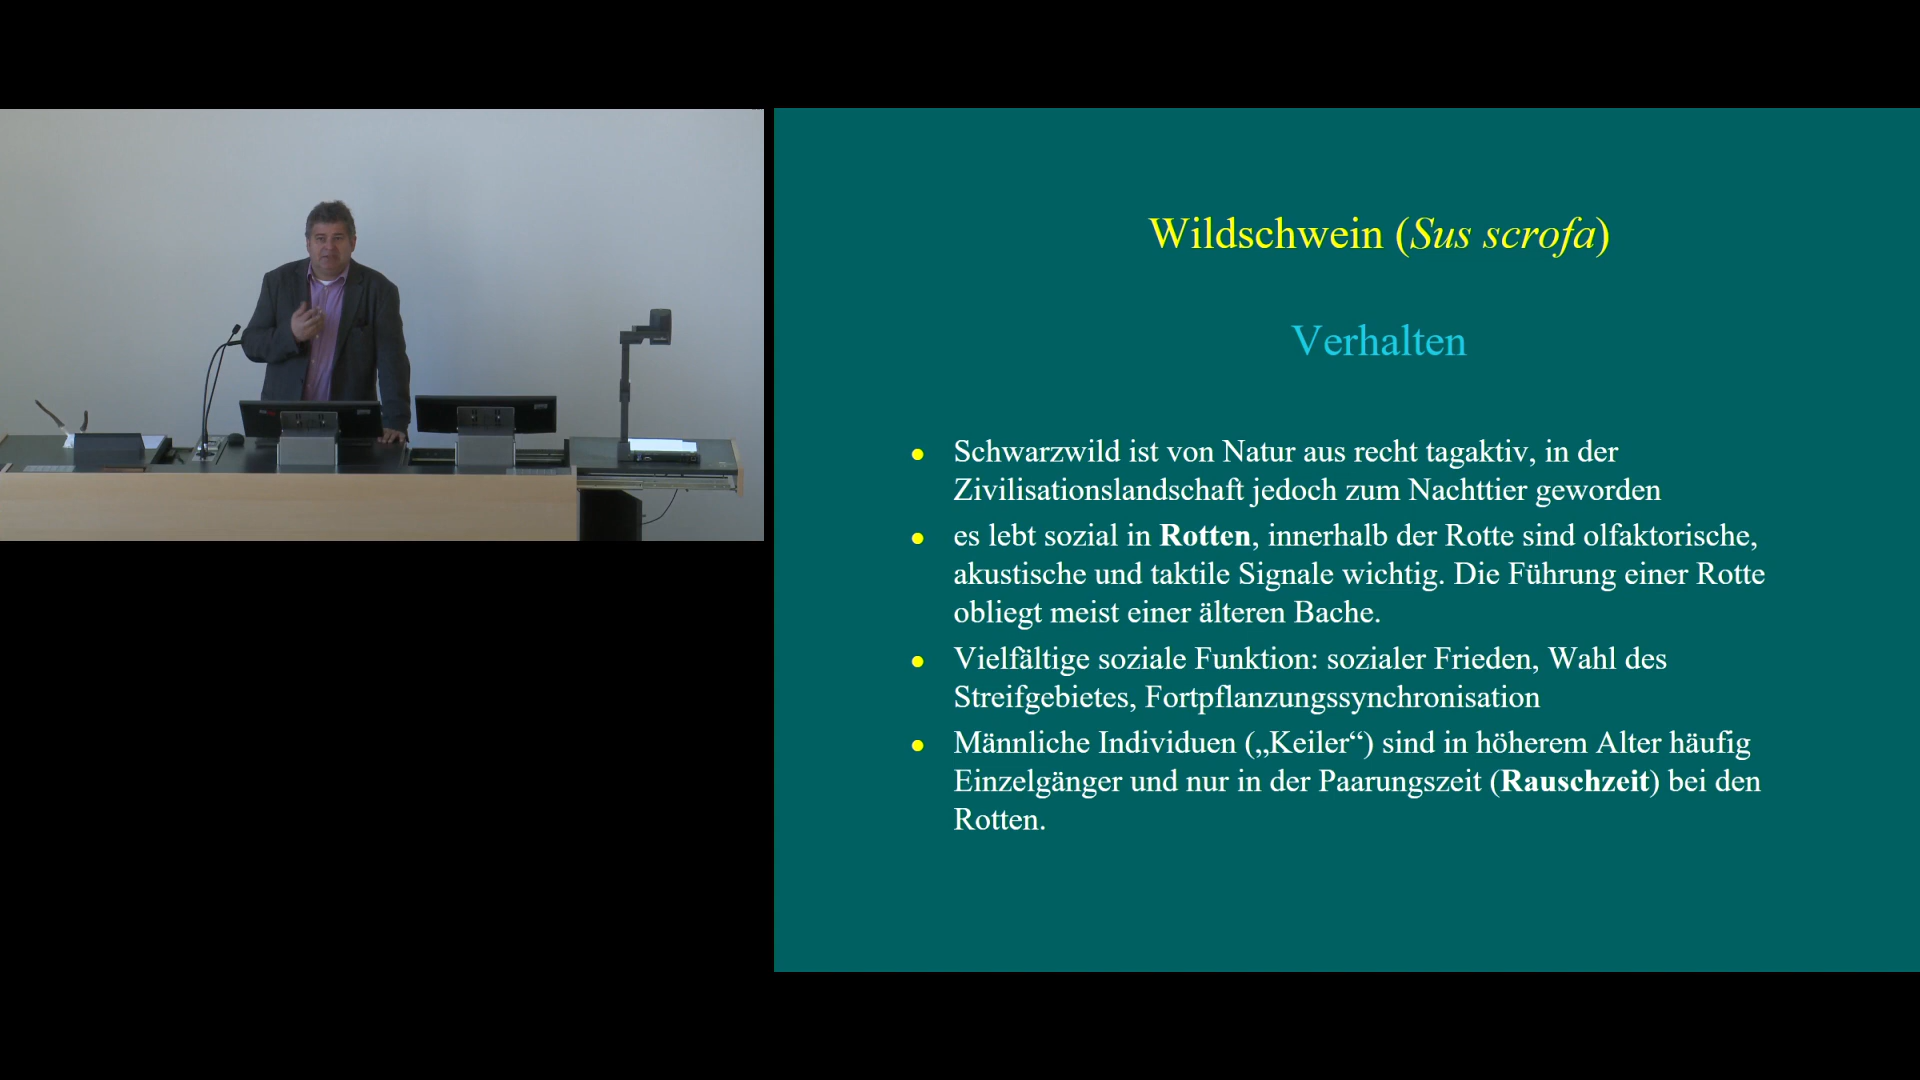 Wildschwein (Sus scrofa)
Verhalten
● Schwarzwild ist von Natur aus recht tagaktiv, in der
Zivilisationslandschaft jedoch zum Nachttier geworden
● es lebt sozial in Rotten, innerhalb der Rotte sind olfaktorische,
akustische und taktile Signale wichtig. Die Führung einer Rotte
obliegt meist einer älteren Bache.
● Vielfältige soziale Funktion: sozialer Frieden, Wahl des
Streifgebietes, Fortpflanzungssynchronisation
● Männliche Individuen („Keiler“) sind in höherem Alter häufig
Einzelgänger und nur in der Paarungszeit (Rauschzeit) bei den
Rotten.